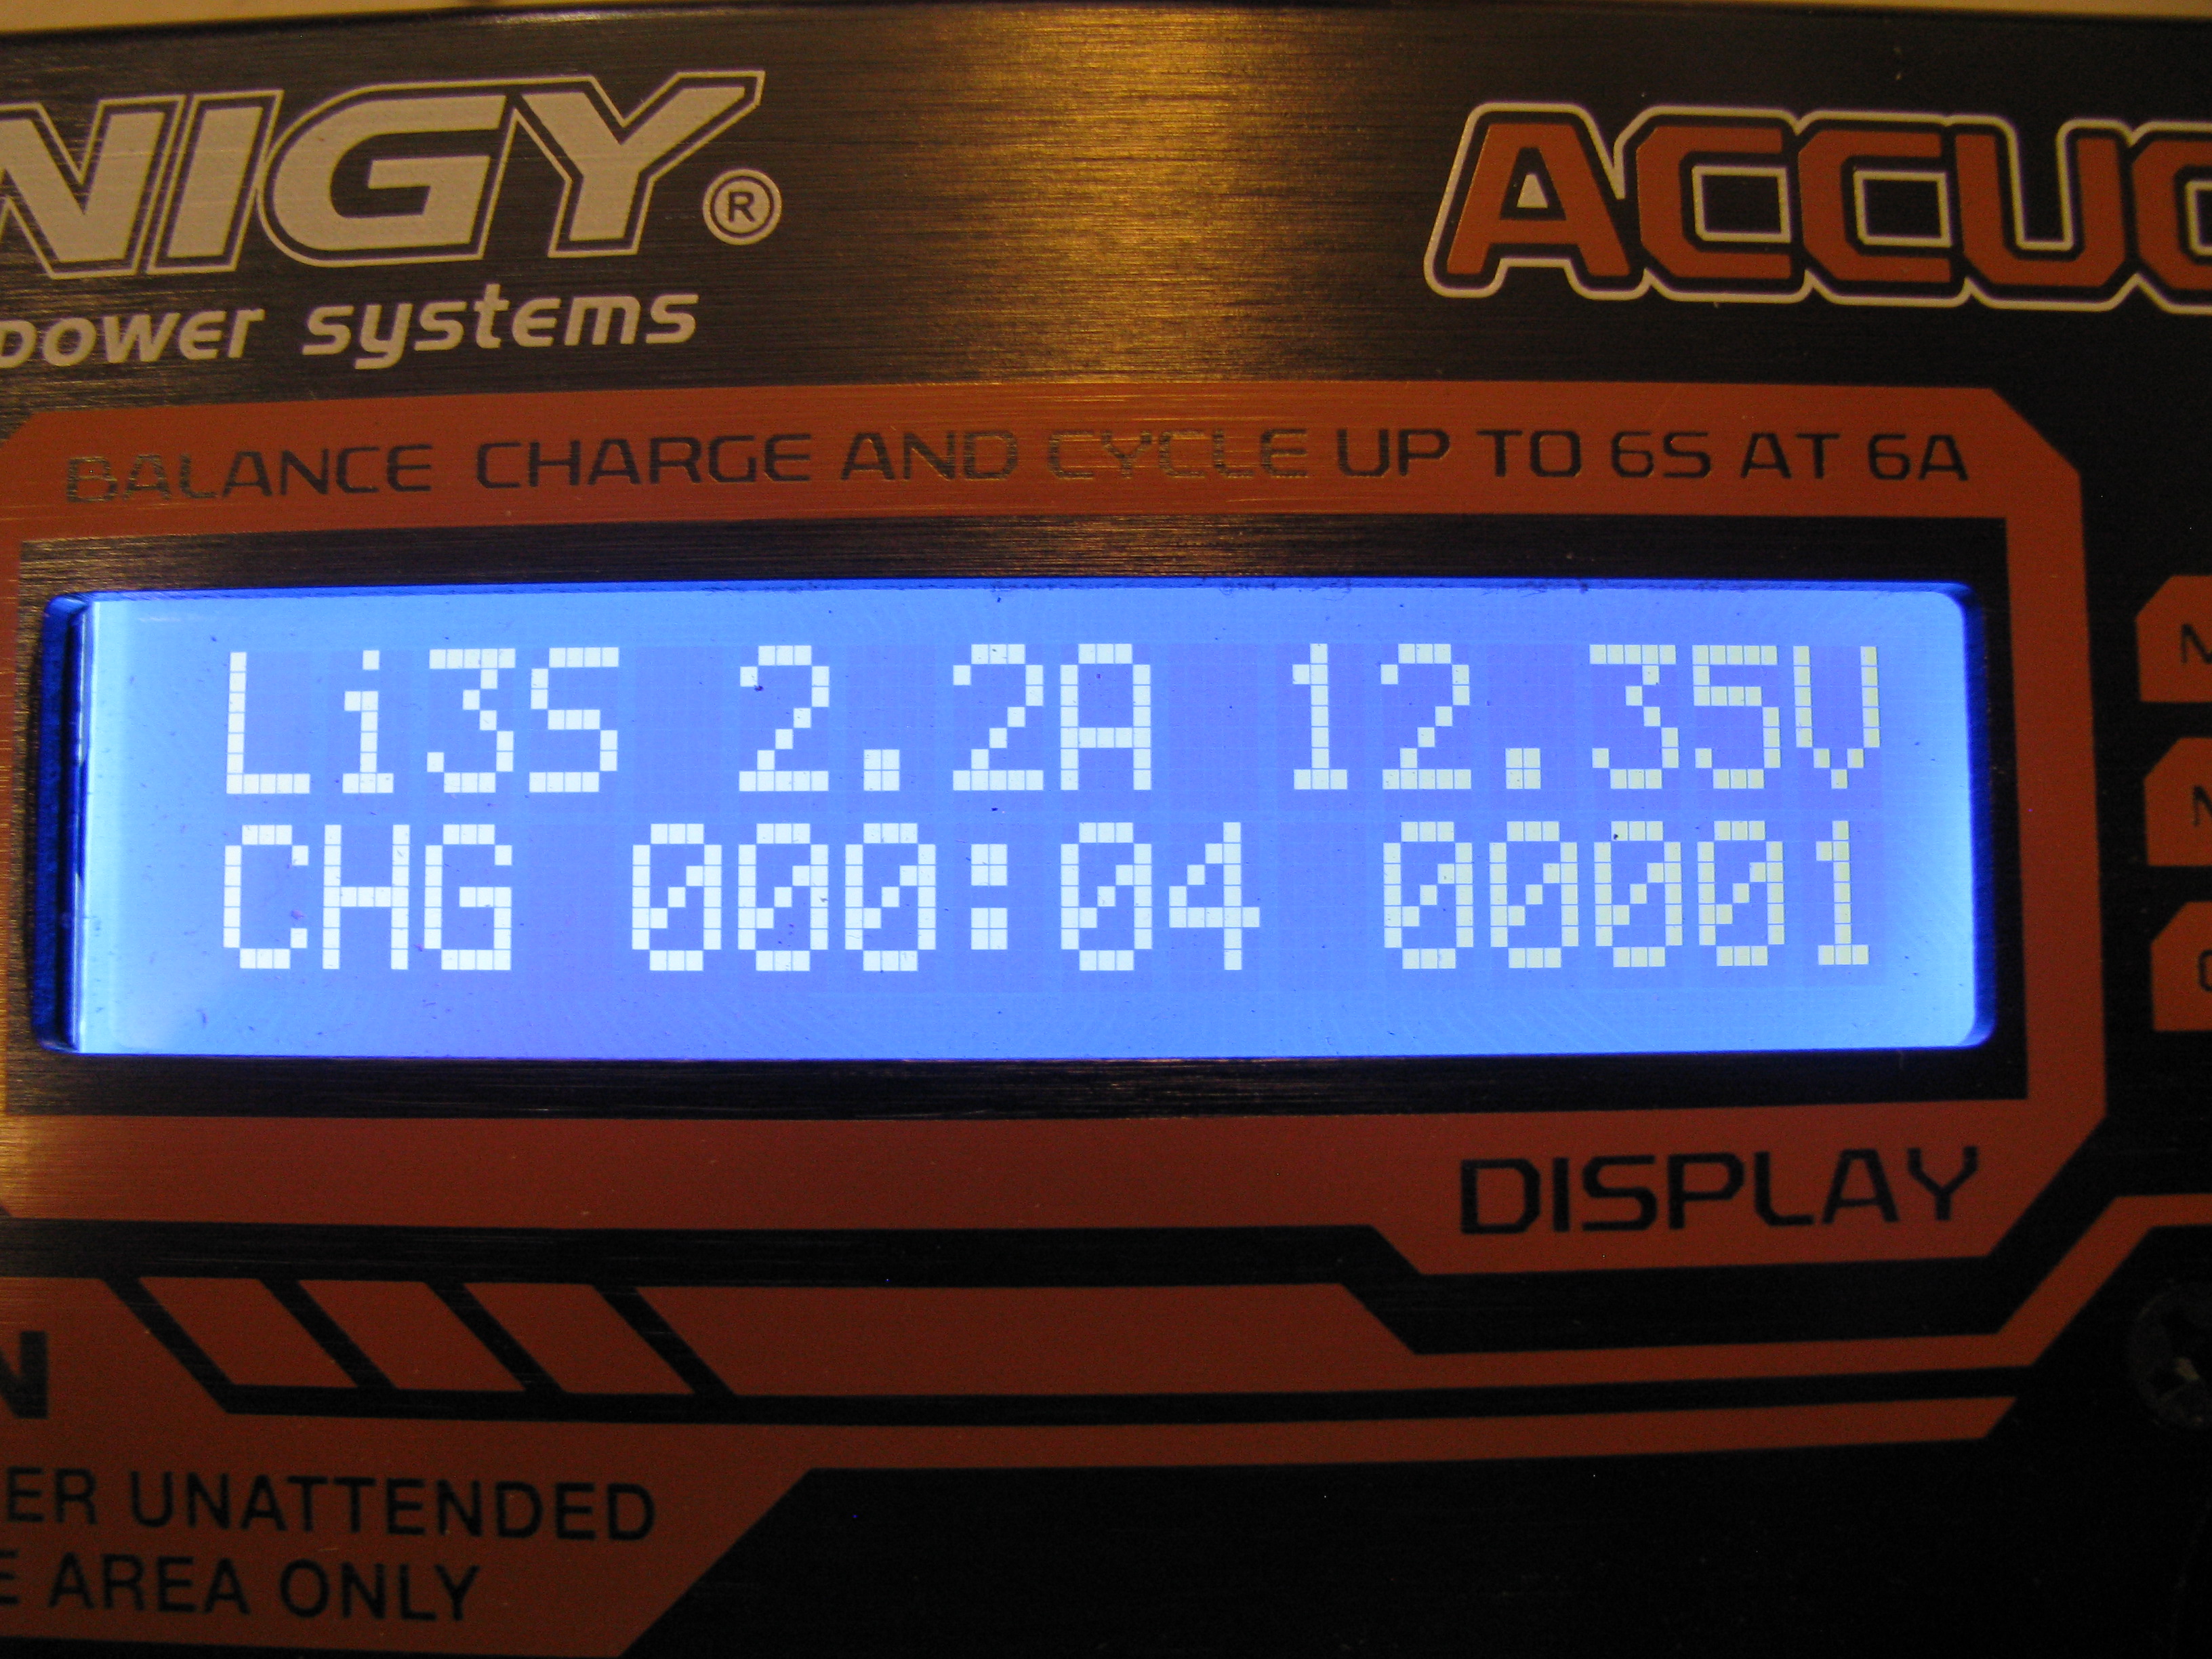 NIGY®
power systems
ACCUC
BALANCE CHARGE AND CYCLE UP TO 6S AT 6A
Li3S 2.2A 12.35V
CHG 000:04 00001
DISPLAY
N
ER UNATTENDED
E AREA ONLY